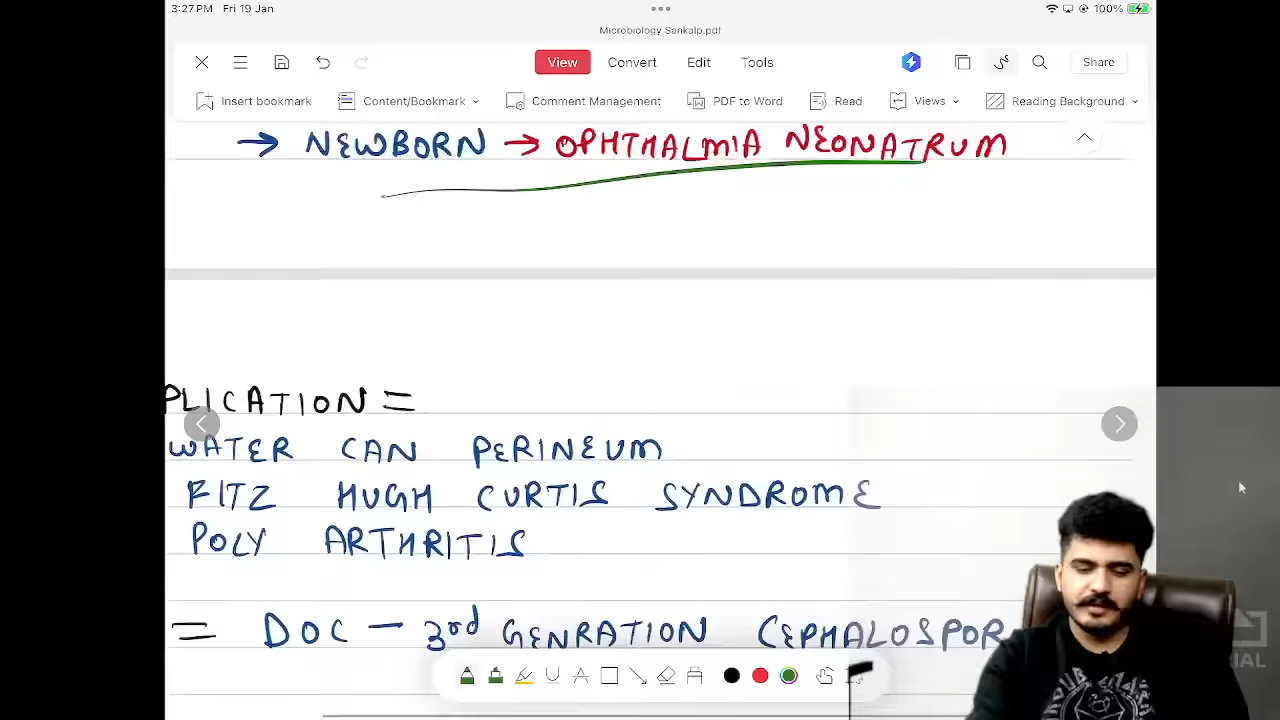 3:27 PM Fri 19 Jan
100%
Microbiology Sankalp.pdf
View Convert Edit Tools
Share
Insert bookmark Content/Bookmark Comment Management PDF to Word Read Views Reading Background
→ NEWBORN → OPHTHALMIA NEONATRUM
PLICATION =
WATER CAN PERINEUM
FITZ HUGH CURTIS SYNDROME
POLY ARTHRITIS
= DOC - 3rd GENRATION CEPHALOSPOR
IAL